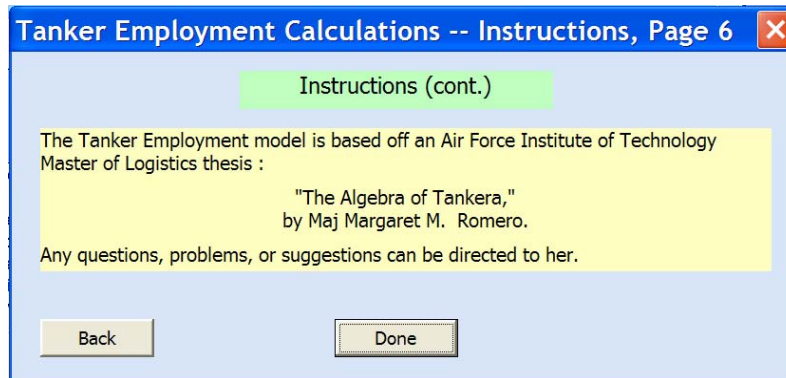 Tanker Employment Calculations -- Instructions, Page 6
Instructions (cont.)
The Tanker Employment model is based off an Air Force Institute of Technology
Master of Logistics thesis :
"The Algebra of Tankera,"
by Maj Margaret M. Romero.
Any questions, problems, or suggestions can be directed to her.
Back
Done